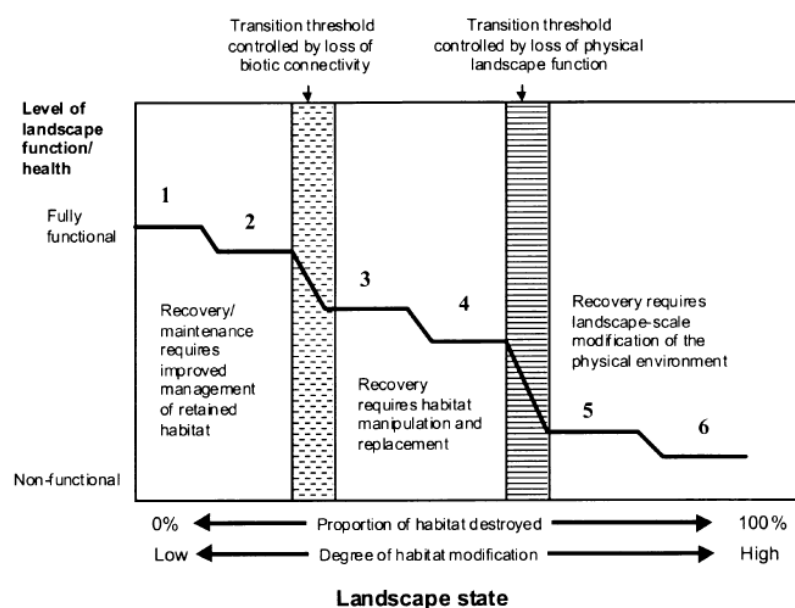 Transition threshold
controlled by loss of
biotic connectivity
Transition threshold
controlled by loss of physical
landscape function
Level of
landscape
function/
health
Fully
functional
Non-functional
1
2
3
4
5
6
Recovery/
maintenance
requires
improved
management
of retained
habitat
Recovery
requires habitat
manipulation and
replacement
Recovery requires
landscape-scale
modification of the
physical environment
0% Proportion of habitat destroyed 100%
Low Degree of habitat modification High
Landscape state